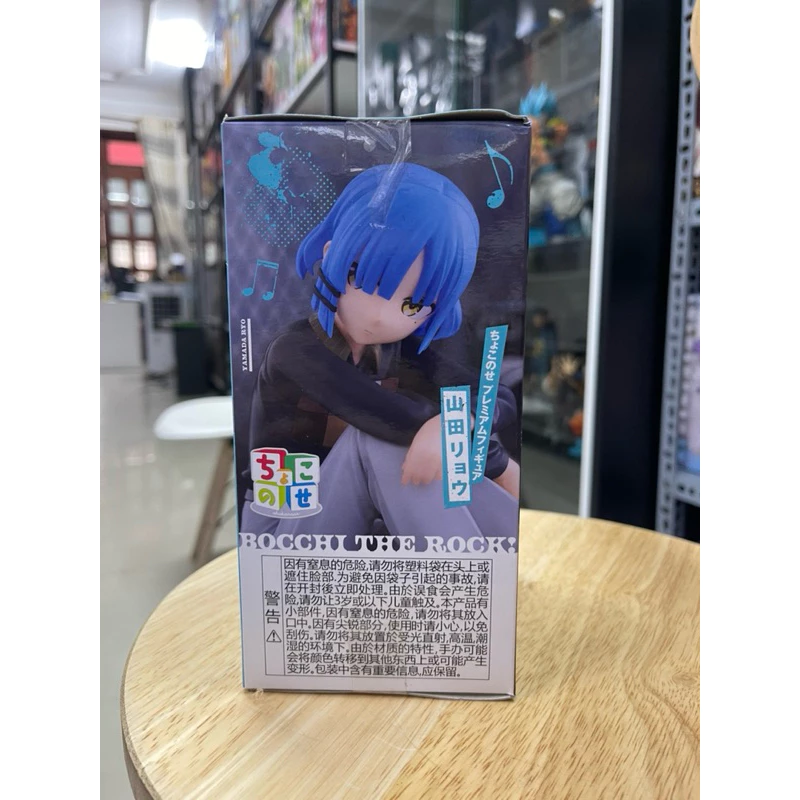 YAMADA RYO
ちょこのせ プレミアムフィギュア
山田リョウ
ちょこ
のせ
BOCCHI THE ROCK!
警告⚠
因有窒息的危险,请勿将塑料袋在头上或
遮住脸部.为避免因袋子引起的事故,请
在开封後立即处理.由於误食会产生危
险,请勿让3岁或以下儿童触及.本产品有
小部件,因有窒息的危险,请勿将其放入
口中.因有尖锐部分,使用时请小心,以免
刮伤.请勿将其放置於受光直射,高温,潮
湿的环境下.由於材质的特性,手办可能
会将颜色转移到其他东西上或可能产生
变形.包装中含有重要信息,应保留.